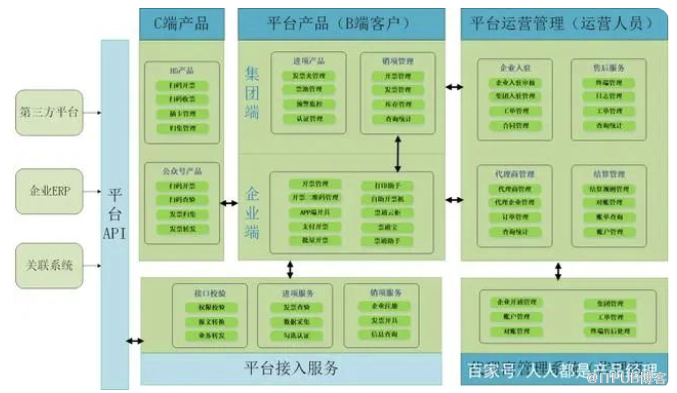 C端产品
平台产品（B端客户）
平台运营管理（运营人员）
第三方平台
企业ERP
关联系统
平台
API
H5产品
扫码开票
扫码收票
插卡管理
归集管理
公众号产品
扫码开票
扫码查验
发票归集
发票转发
集团端
进项产品
发票夹管理
票源管理
预警监控
认证管理
销项管理
开票管理
发票管理
库存管理
查询统计
企业端
开票管理
开票二维码管理
APP端开具
支付开票
批量开票
打印助手
自助开票机
票通云柜
票通宝
票通助手
企业入驻
企业入驻审核
集团入驻管理
工单管理
合同管理
售后服务
终端管理
日志管理
工单管理
查询统计
代理商管理
代理商管理
代理企业管理
订单管理
查询统计
结算管理
结算规则管理
对账管理
账单查询
账户管理
接口校验
权限校验
报文转换
业务转发
进项服务
发票查验
数据采集
勾选认证
销项服务
企业注册
发票开具
信息查询
平台接入服务
企业开通管理
账户管理
对账管理
集团管理
工单管理
终端售后处理
百家号 人人都是产品经理
@ITPUB博客